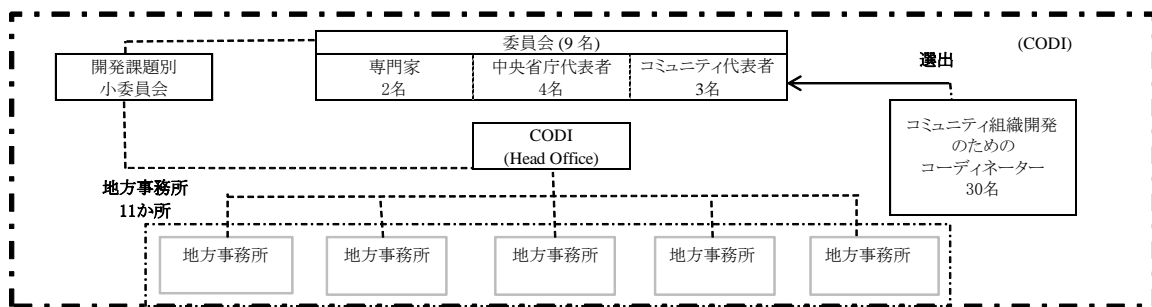 委員会 (9 名)
(CODI)
開発課題別
小委員会
専門家
2名
中央省庁代表者
4名
コミュニティ代表者
3名
選出
コミュニティ組織開発
のための
コーディネーター
30名
CODI
(Head Office)
地方事務所
11か所
地方事務所
地方事務所
地方事務所
地方事務所
地方事務所